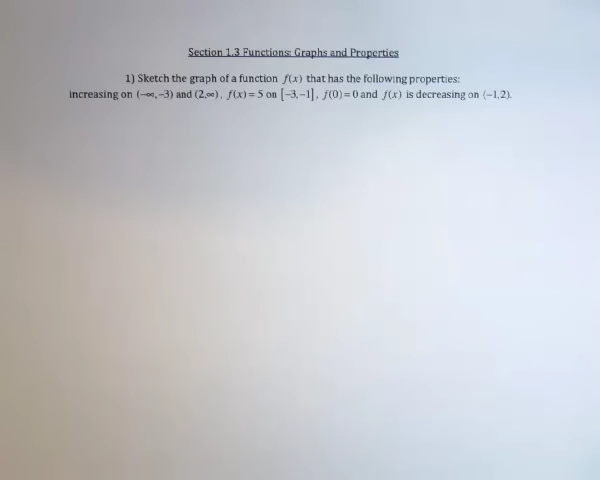 Section 1.3 Functions: Graphs and Properties
1) Sketch the graph of a function f(x) that has the following properties:
increasing on (−∞,−3) and (2,∞), f(x)=5 on [−3,−1], f(0)=0 and f(x) is decreasing on (−1,2).